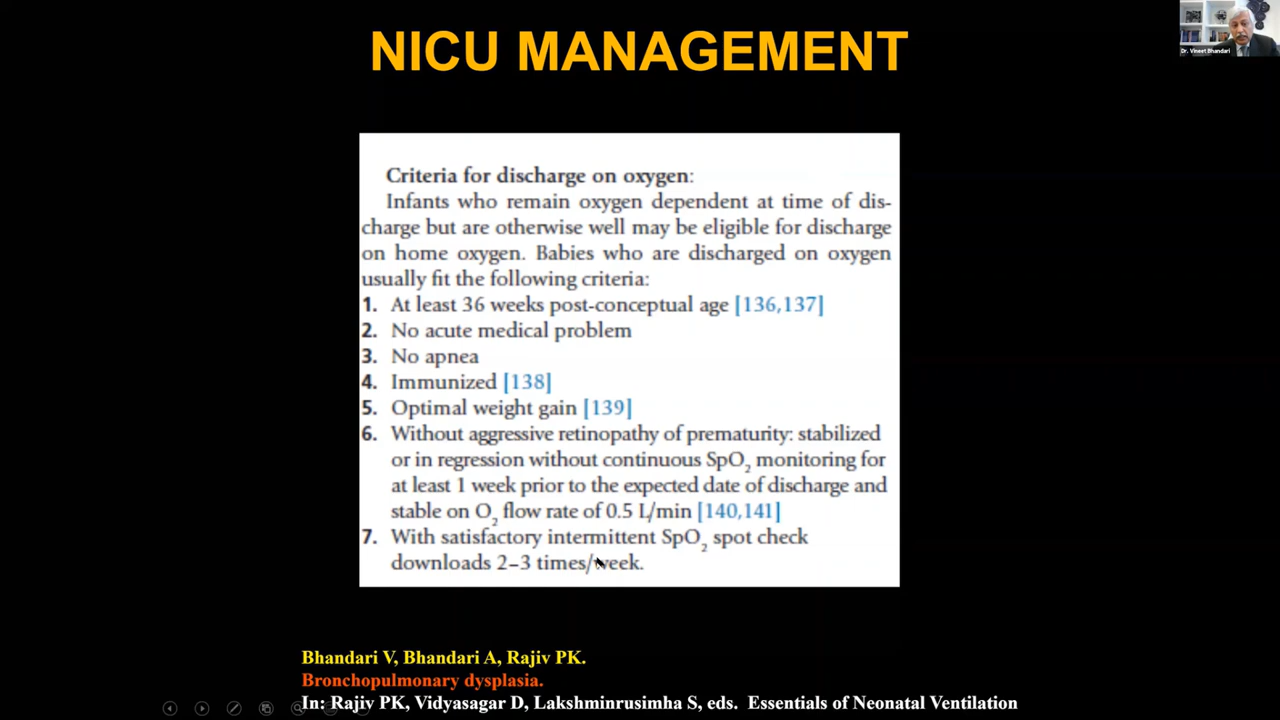 NICU MANAGEMENT
Dr. Vineet Bhandari
Criteria for discharge on oxygen:
Infants who remain oxygen dependent at time of dis-
charge but are otherwise well may be eligible for discharge
on home oxygen. Babies who are discharged on oxygen
usually fit the following criteria:
1. At least 36 weeks post-conceptual age [136,137]
2. No acute medical problem
3. No apnea
4. Immunized [138]
5. Optimal weight gain [139]
6. Without aggressive retinopathy of prematurity: stabilized
or in regression without continuous SpO₂ monitoring for
at least 1 week prior to the expected date of discharge and
stable on O₂ flow rate of 0.5 L/min [140,141]
7. With satisfactory intermittent SpO₂ spot check
downloads 2–3 times/week.
Bhandari V, Bhandari A, Rajiv PK.
Bronchopulmonary dysplasia.
In: Rajiv PK, Vidyasagar D, Lakshminrusimha S, eds. Essentials of Neonatal Ventilation